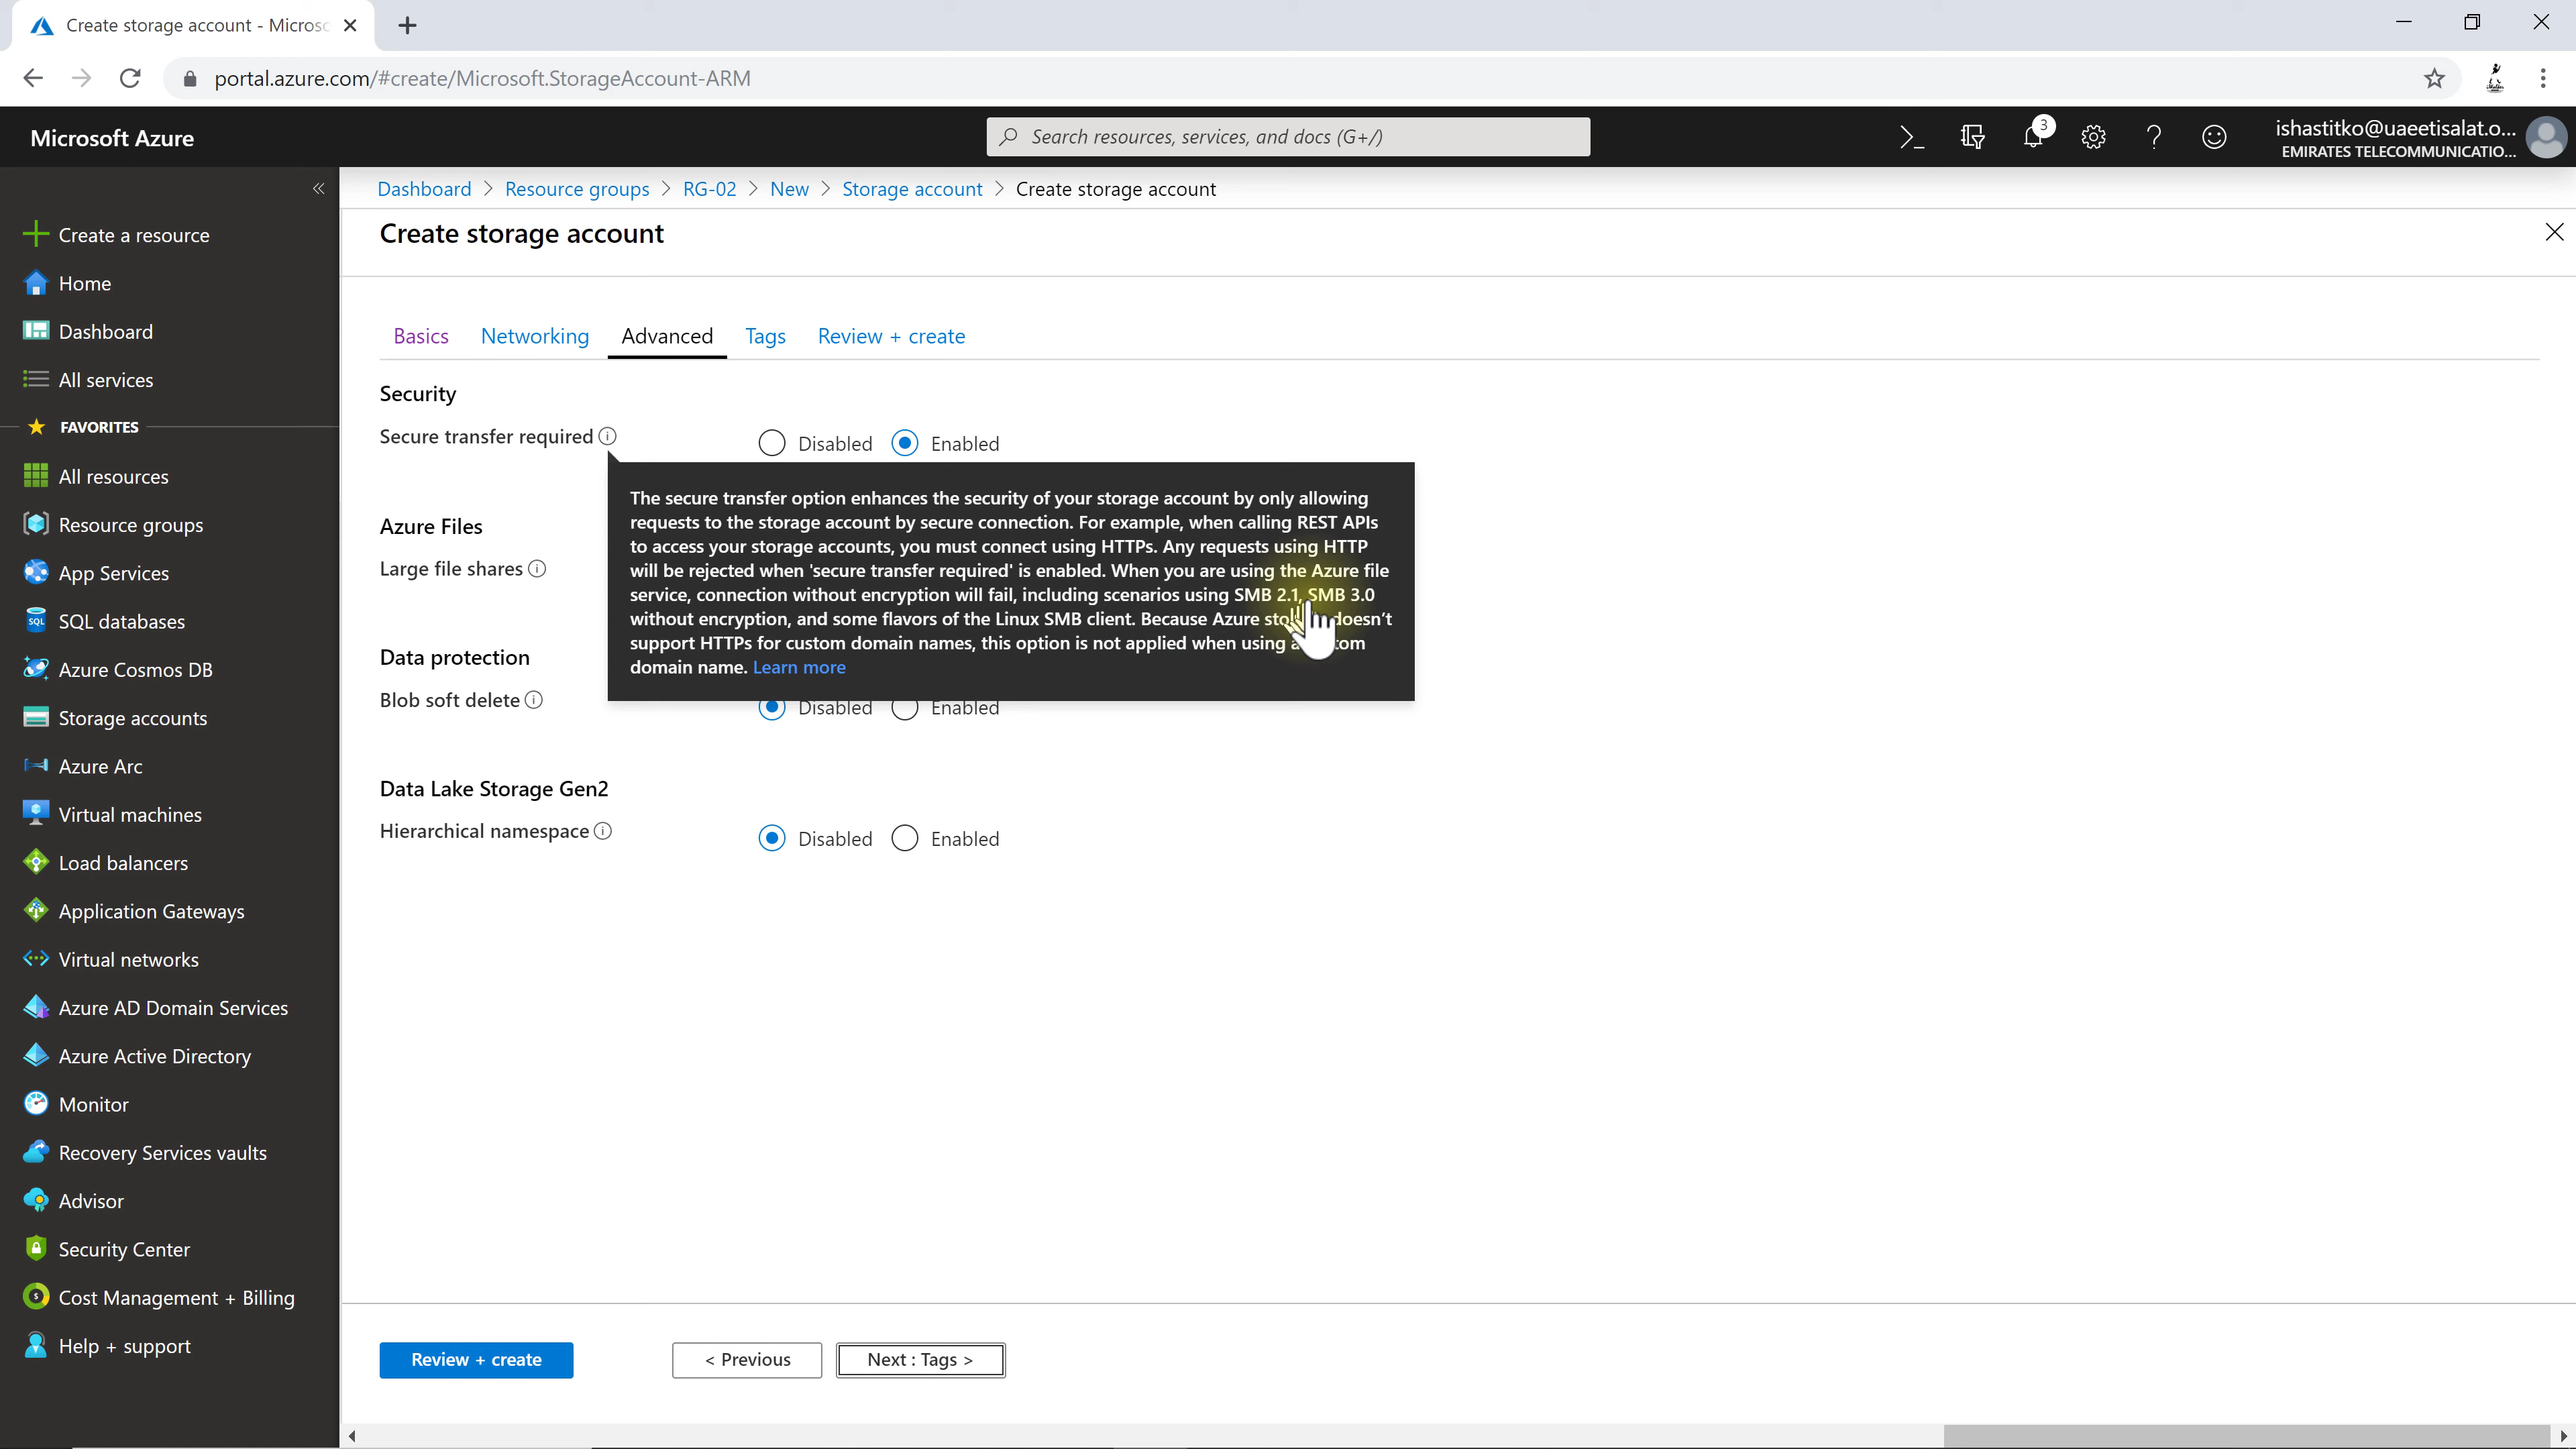 Create storage account - Microso
portal.azure.com/#create/Microsoft.StorageAccount-ARM
Microsoft Azure
Search resources, services, and docs (G+/)
3
ishastitko@uaeetisalat.o...
EMIRATES TELECOMMUNICATIO...
Dashboard > Resource groups > RG-02 > New > Storage account > Create storage account
Create storage account
Create a resource
Home
Dashboard
All services
FAVORITES
All resources
Resource groups
App Services
SQL databases
Azure Cosmos DB
Storage accounts
Azure Arc
Virtual machines
Load balancers
Application Gateways
Virtual networks
Azure AD Domain Services
Azure Active Directory
Monitor
Recovery Services vaults
Advisor
Security Center
Cost Management + Billing
Help + support
Basics Networking Advanced Tags Review + create
Security
Secure transfer required Disabled Enabled
The secure transfer option enhances the security of your storage account by only allowing
requests to the storage account by secure connection. For example, when calling REST APIs
to access your storage accounts, you must connect using HTTPs. Any requests using HTTP
will be rejected when 'secure transfer required' is enabled. When you are using the Azure file
service, connection without encryption will fail, including scenarios using SMB 2.1, SMB 3.0
without encryption, and some flavors of the Linux SMB client. Because Azure doesn't
support HTTPs for custom domain names, this option is not applied when using
domain name. Learn more
Azure Files
Large file shares
Data protection
Blob soft delete Disabled Enabled
Data Lake Storage Gen2
Hierarchical namespace Disabled Enabled
Review + create < Previous Next : Tags >